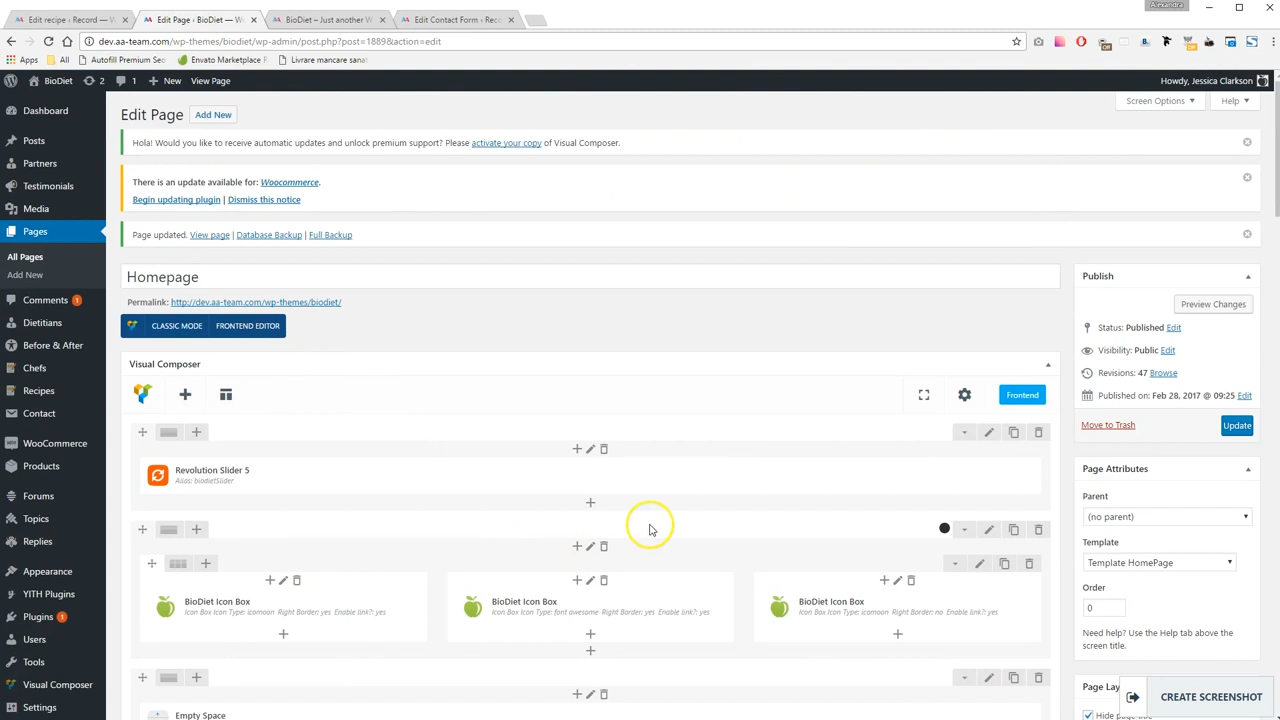 Alexandra
Edit recipe ‹ Record — W
Edit Page ‹ BioDiet — W
BioDiet – Just another W
Edit Contact Form ‹ Reco
dev.aa-team.com/wp-themes/biodiet/wp-admin/post.php?post=1889&action=edit
Apps
All
Autofill Premium Seo
Envato Marketplace
Livrare mancare sana
BioDiet
2
1
New
View Page
Howdy, Jessica Clarkson
Dashboard
Posts
Partners
Testimonials
Media
Pages
All Pages
Add New
Comments 1
Dietitians
Before & After
Chefs
Recipes
Contact
WooCommerce
Products
Forums
Topics
Replies
Appearance
YITH Plugins
Plugins 1
Users
Tools
Visual Composer
Settings
Screen Options
Help
Edit Page
Add New
Hola! Would you like to receive automatic updates and unlock premium support? Please activate your copy of Visual Composer.
There is an update available for: Woocommerce.
Begin updating plugin | Dismiss this notice
Page updated. View page | Database Backup | Full Backup
Homepage
Permalink: http://dev.aa-team.com/wp-themes/biodiet/
CLASSIC MODE
FRONTEND EDITOR
Visual Composer
Frontend
Revolution Slider 5
Alias: biodietSlider
BioDiet Icon Box
Icon Box Icon Type: icomoon Right Border: yes Enable link?: yes
BioDiet Icon Box
Icon Box Icon Type: font awesome Right Border: yes Enable link?: yes
BioDiet Icon Box
Icon Box Icon Type: icomoon Right Border: no Enable link?: yes
Empty Space
Publish
Preview Changes
Status: Published Edit
Visibility: Public Edit
Revisions: 47 Browse
Published on: Feb 28, 2017 @ 09:25 Edit
Move to Trash
Update
Page Attributes
Parent
(no parent)
Template
Template HomePage
Order
0
Need help? Use the Help tab above the
screen title.
Page Lay
CREATE SCREENSHOT